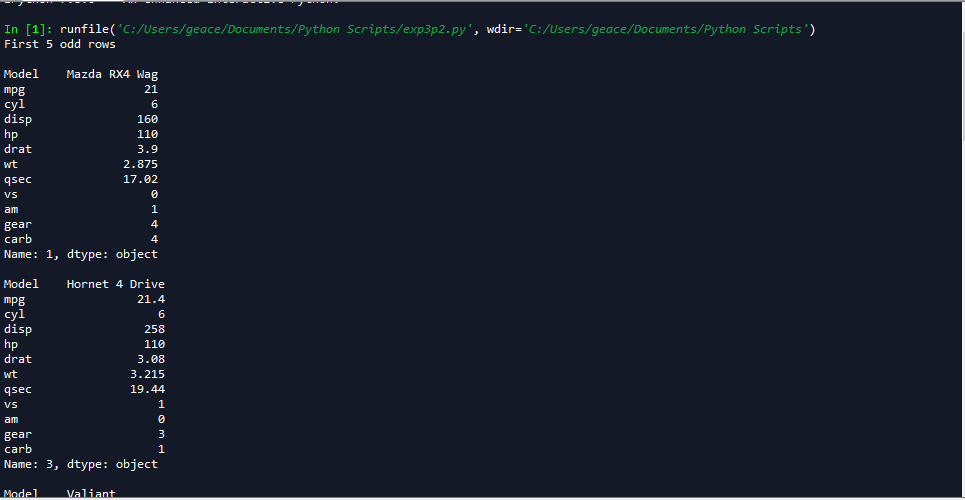 In [1]: runfile('C:/Users/geace/Documents/Python Scripts/exp3p2.py', wdir='C:/Users/geace/Documents/Python Scripts')
First 5 odd rows
Model    Mazda RX4 Wag
mpg                 21
cyl                  6
disp               160
hp                 110
drat               3.9
wt               2.875
qsec             17.02
vs                   0
am                   1
gear                 4
carb                 4
Name: 1, dtype: object
Model    Hornet 4 Drive
mpg                21.4
cyl                   6
disp                258
hp                  110
drat               3.08
wt                3.215
qsec              19.44
vs                    1
am                    0
gear                  3
carb                  1
Name: 3, dtype: object
Model    Valiant